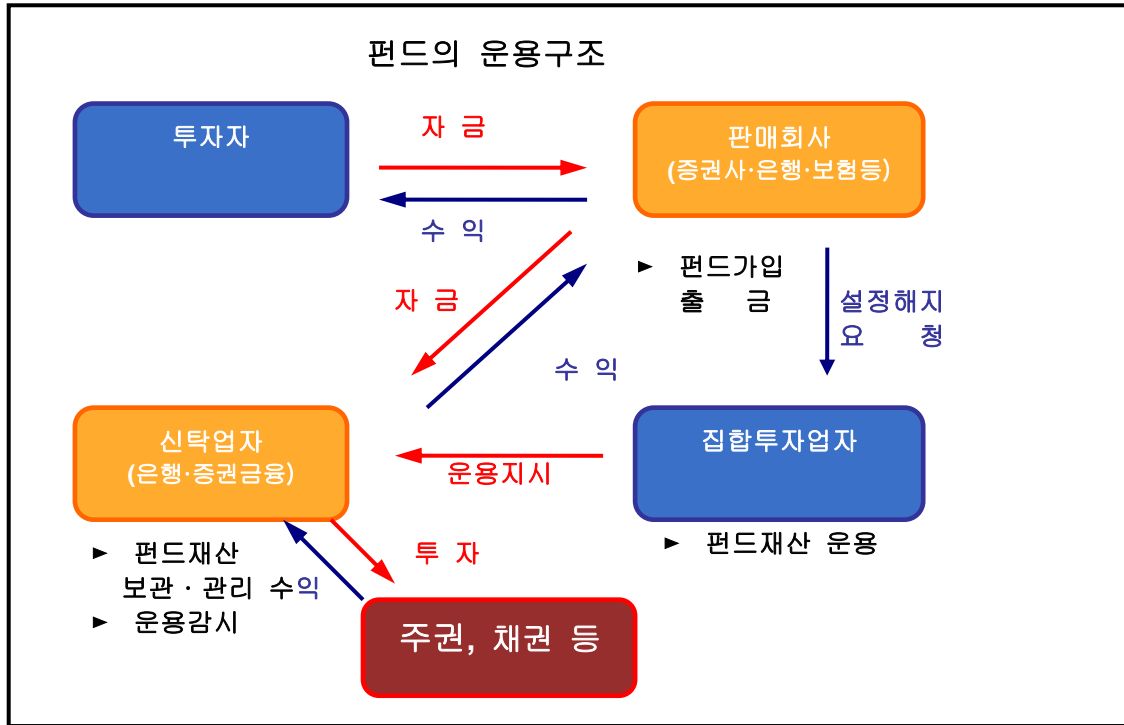 펀드의 운용구조
투자자
자 금
판매회사
(증권사·은행·보험등)
수 익
► 펀드가입
출 금
설정해지
요 청
자 금
수 익
신탁업자
(은행·증권금융)
집합투자업자
운용지시
► 펀드재산 운용
► 펀드재산
보관·관리 수익
► 운용감시
투 자
주권, 채권 등